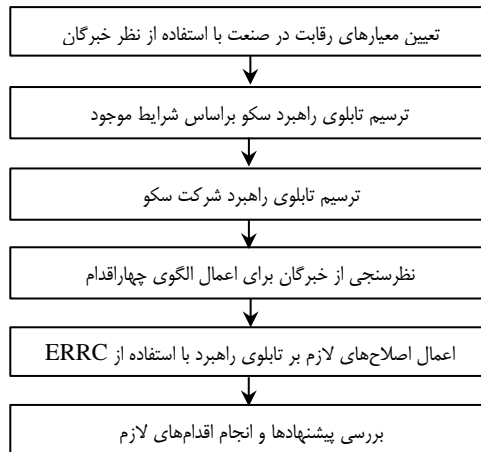 تعیین معیارهای رقابت در صنعت با استفاده از نظر خبرگان
ترسیم تابلوی راهبرد سکو براساس شرایط موجود
ترسیم تابلوی راهبرد شرکت سکو
نظرسنجی از خبرگان برای اعمال الگوی چهاراقدام
اعمال اصلاح‌های لازم بر تابلوی راهبرد با استفاده از ERRC
بررسی پیشنهادها و انجام اقدام‌های لازم